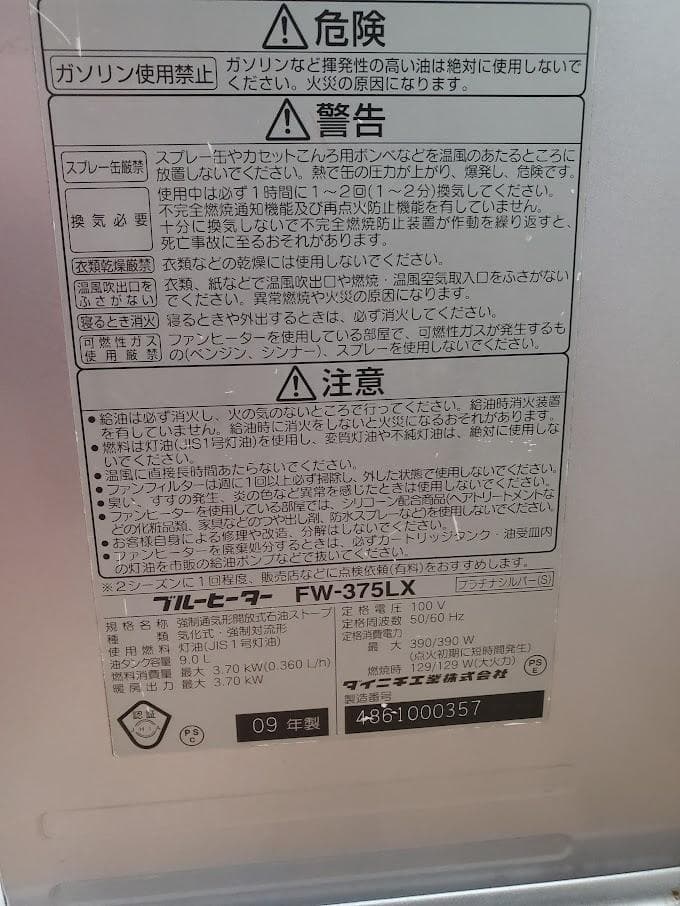 危険
ガソリン使用禁止
ガソリンなど揮発性の高い油は絶対に使用しないで
ください。火災の原因になります。
警告
スプレー缶厳禁
スプレー缶やカセットこんろ用ボンベなどを温風のあたるところに
放置しないでください。熱で缶の圧力が上がり、爆発し、危険です。
換気必要
使用中は必ず1時間に1〜2回(1〜2分)換気してください。
不完全燃焼通知機能及び再点火防止機能を有していません。
十分に換気しないで不完全燃焼防止装置が作動を繰り返すと、
死亡事故に至るおそれがあります。
衣類乾燥厳禁
衣類などの乾燥には使用しないでください。
温風吹出口を
ふさがない
衣類、紙などで温風吹出口や燃焼・温風空気取入口をふさがない
でください。異常燃焼や火災の原因になります。
寝るとき消火
寝るときや外出するときは、必ず消火してください。
可燃性ガス
使用厳禁
ファンヒーターを使用している部屋で、可燃性ガスが発生するも
の(ベンジン、シンナー)、スプレーを使用しないでください。
注意
●給油は必ず消火し、火の気のないところで行ってください。給油時消火装置
を有していません。給油時に消火をしないと火災になるおそれがあります。
●燃料は灯油(JIS1号灯油)を使用し、変質灯油や不純灯油は、絶対に使用しな
いでください。
●温風に直接長時間あたらないでください。
●ファンフィルターは週に1回以上必ず掃除し、外した状態で使用しないでください。
●臭い、すすの発生、炎の色など異常を感じたときは使用しないでください。
●ファンヒーターを使用している部屋では、シリコーン配合商品(ヘアトリートメントな
どの化粧品類、家具などのつや出し剤、防水スプレーなど)を使用しないでください。
●お客様自身による修理や改造、分解はしないでください。
●ファンヒーターを廃棄処分するときは、必ずカートリッジタンク・油受皿内
の灯油を市販の給油ポンプなどで抜いてください。
※2シーズンに1回程度、販売店などに点検依頼(有料)をおすすめします。
ブルーヒーター FW-375LX プラチナシルバー(S)
規格名称 強制通気形開放式石油ストーブ
種類 気化式・強制対流形
使用燃料 灯油(JIS1号灯油)
油タンク容量 9.0 L
燃料消費量 最大 3.70 kW(0.360 L/h)
暖房出力 最大 3.70 kW
定格電圧 100 V
定格周波数 50/60 Hz
定格消費電力
最大 390/390 W
(点火初期に短時間発生)
燃焼時 129/129 W(大火力)
ダイニチ工業株式会社
PS
E
認証
PS
C
09 年製
製造番号
4861000357